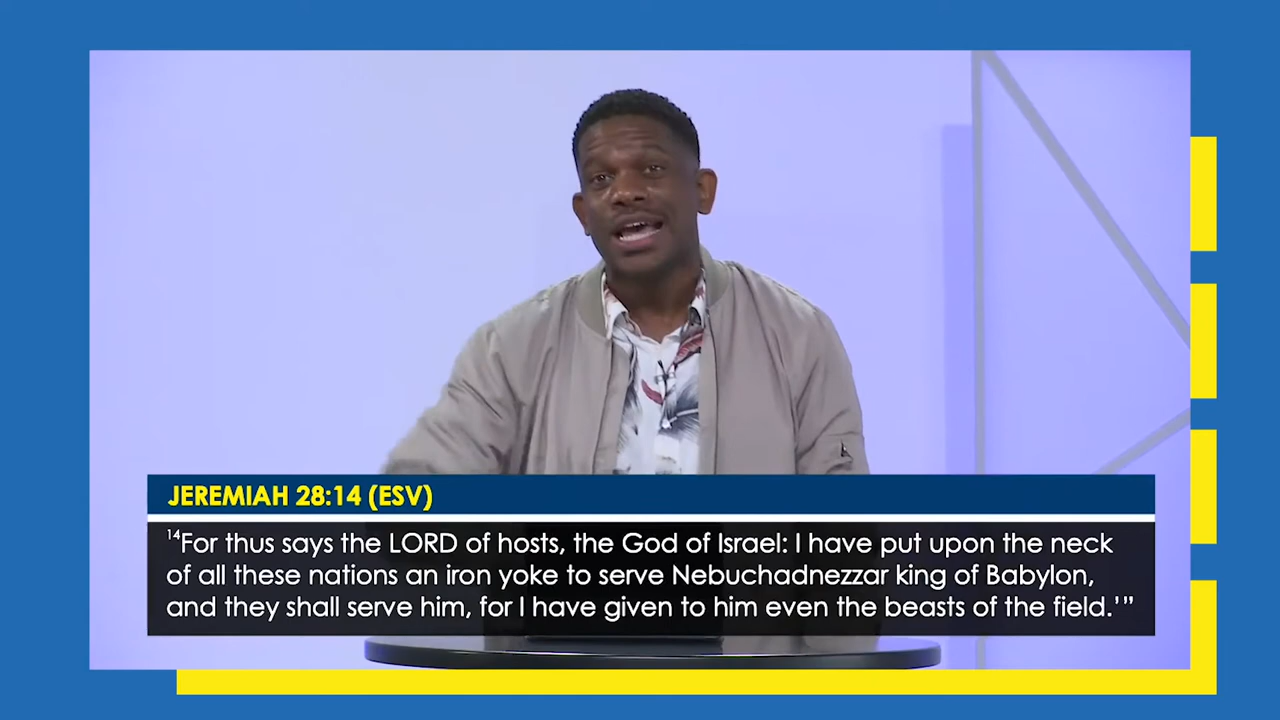 JEREMIAH 28:14 (ESV)
¹⁴For thus says the LORD of hosts, the God of Israel: I have put upon the neck
of all these nations an iron yoke to serve Nebuchadnezzar king of Babylon,
and they shall serve him, for I have given to him even the beasts of the field.’”